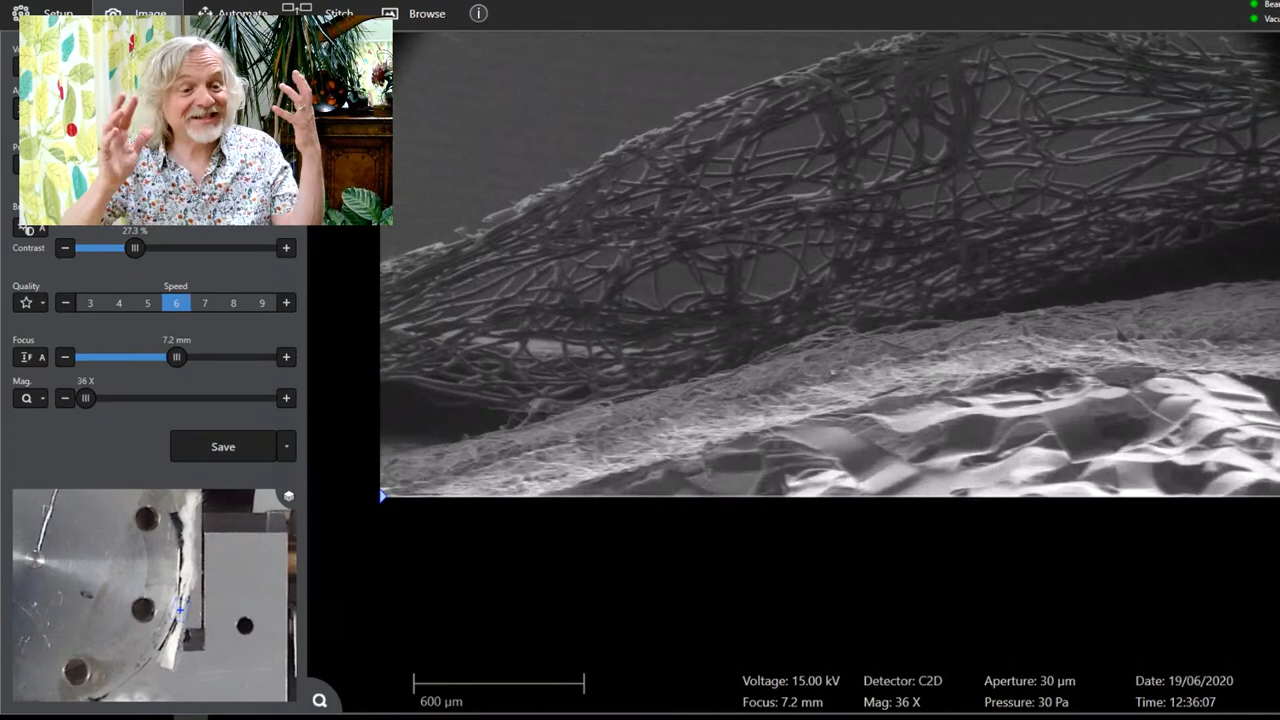 Setup Image Automate Stitch Browse
27.3 %
Contrast
Quality Speed
3 4 5 6 7 8 9
Focus 7.2 mm
A
Mag. 36 X
Save
600 µm
Voltage: 15.00 kV Detector: C2D Aperture: 30 µm Date: 19/06/2020
Focus: 7.2 mm Mag: 36 X Pressure: 30 Pa Time: 12:36:07